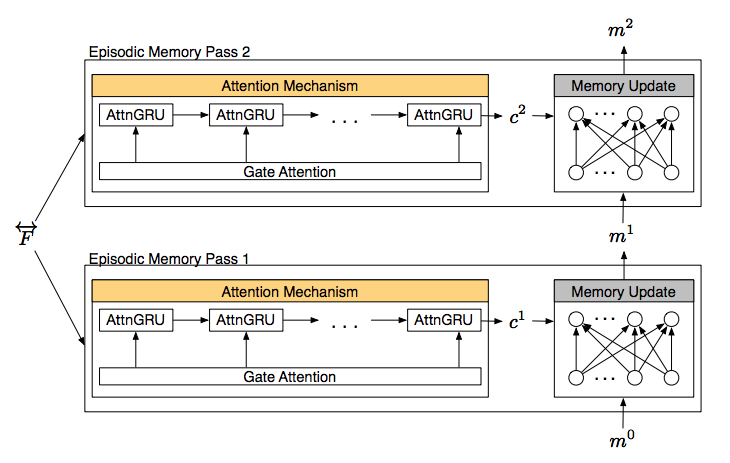 m²
Episodic Memory Pass 2
Attention Mechanism
Memory Update
AttnGRU AttnGRU . . . AttnGRU
c²
. . .
Gate Attention
. . .
F⃡
m¹
Episodic Memory Pass 1
Attention Mechanism
Memory Update
AttnGRU AttnGRU . . . AttnGRU
c¹
. . .
Gate Attention
. . .
m⁰